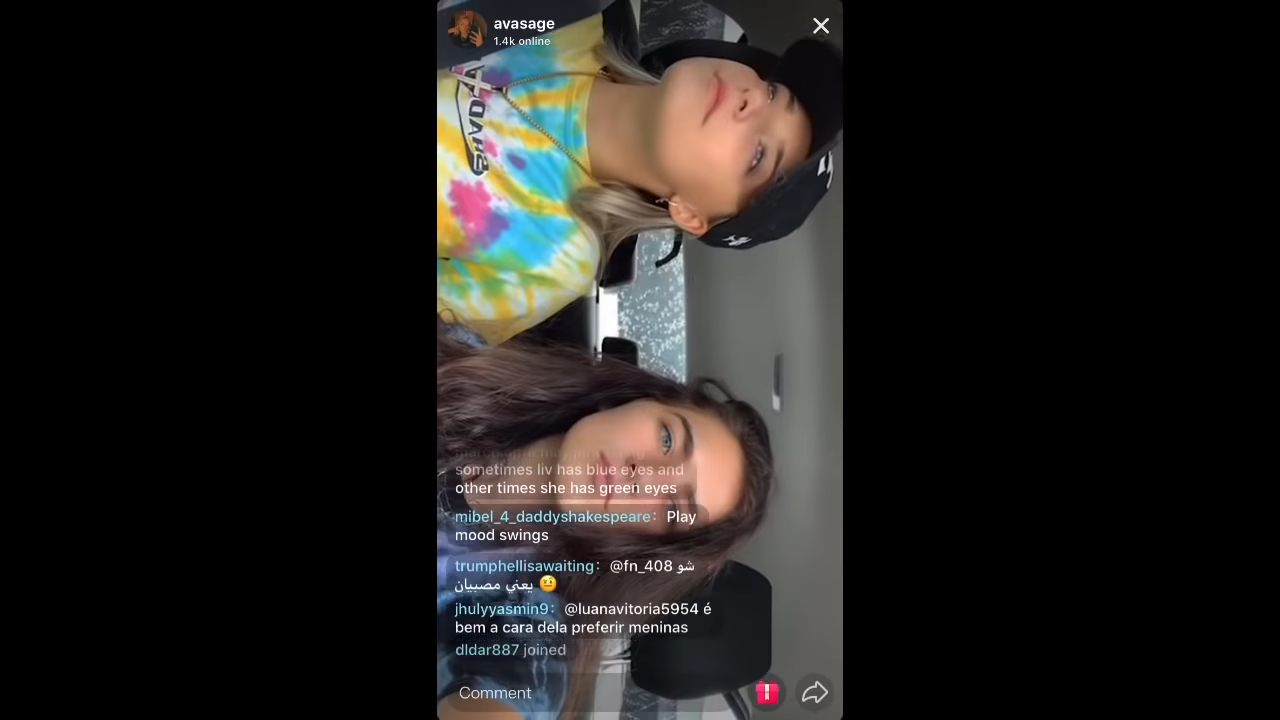 avasage
1.4k online
sometimes liv has blue eyes and
other times she has green eyes
mibel_4_daddyshakespeare: Play
mood swings
trumphellisawaiting: @fn_408 شو
يعني مصبيان 🤨
jhulyyasmin9: @luanavitoria5954 é
bem a cara dela preferir meninas
dldar887 joined
Comment